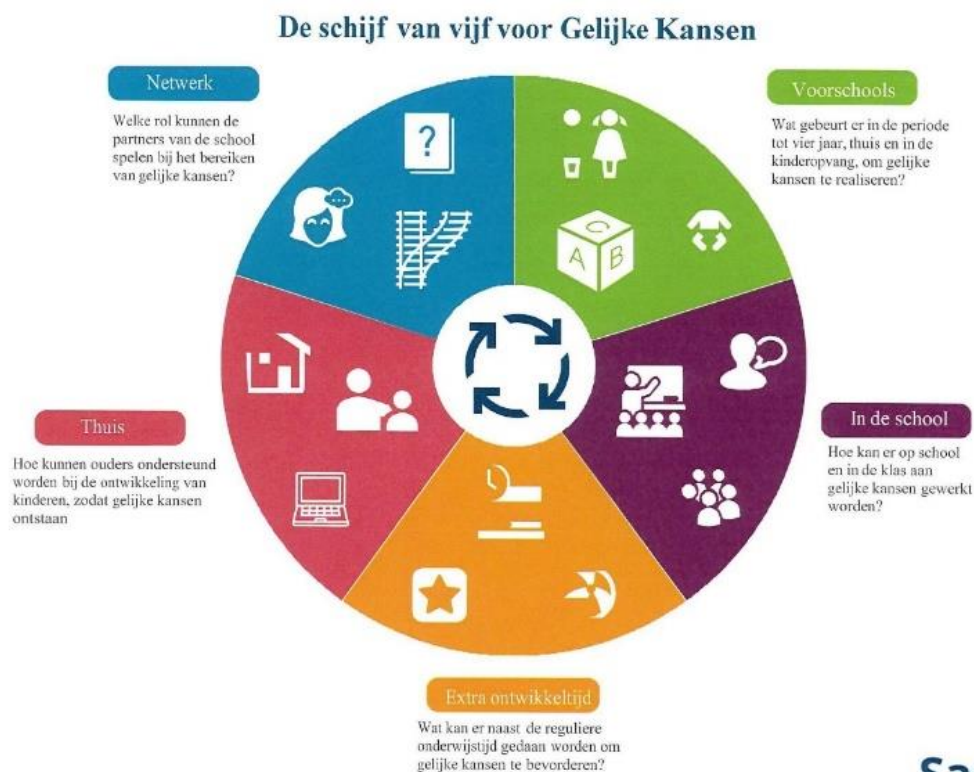 De schijf van vijf voor Gelijke Kansen
Netwerk
Welke rol kunnen de
partners van de school
spelen bij het bereiken
van gelijke kansen?
Voorschools
Wat gebeurt er in de periode
tot vier jaar, thuis en in de
kinderopvang, om gelijke
kansen te realiseren?
?
A
B
C
Thuis
Hoe kunnen ouders ondersteund
worden bij de ontwikkeling van
kinderen, zodat gelijke kansen
ontstaan
In de school
Hoe kan er op school
en in de klas aan
gelijke kansen gewerkt
worden?
Extra ontwikkeltijd
Wat kan er naast de reguliere
onderwijstijd gedaan worden om
gelijke kansen te bevorderen?